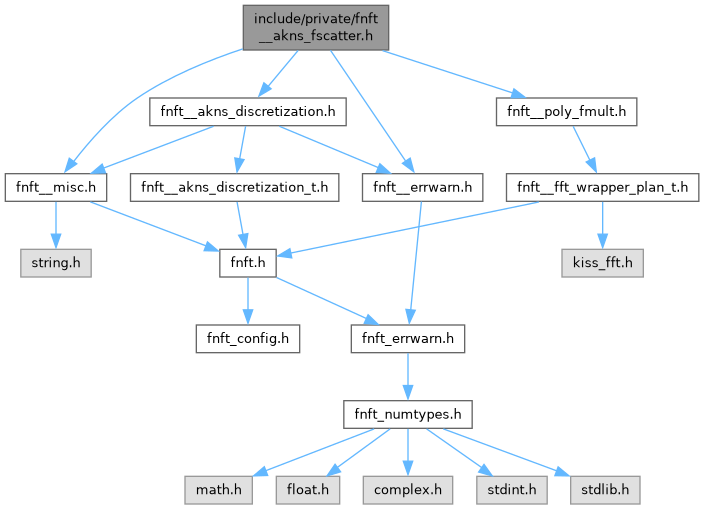 include/private/fnft
__akns_fscatter.h
fnft__akns_discretization.h
fnft__poly_fmult.h
fnft__misc.h
fnft__akns_discretization_t.h
fnft__errwarn.h
fnft__fft_wrapper_plan_t.h
string.h
fnft.h
kiss_fft.h
fnft_config.h
fnft_errwarn.h
fnft_numtypes.h
math.h
float.h
complex.h
stdint.h
stdlib.h